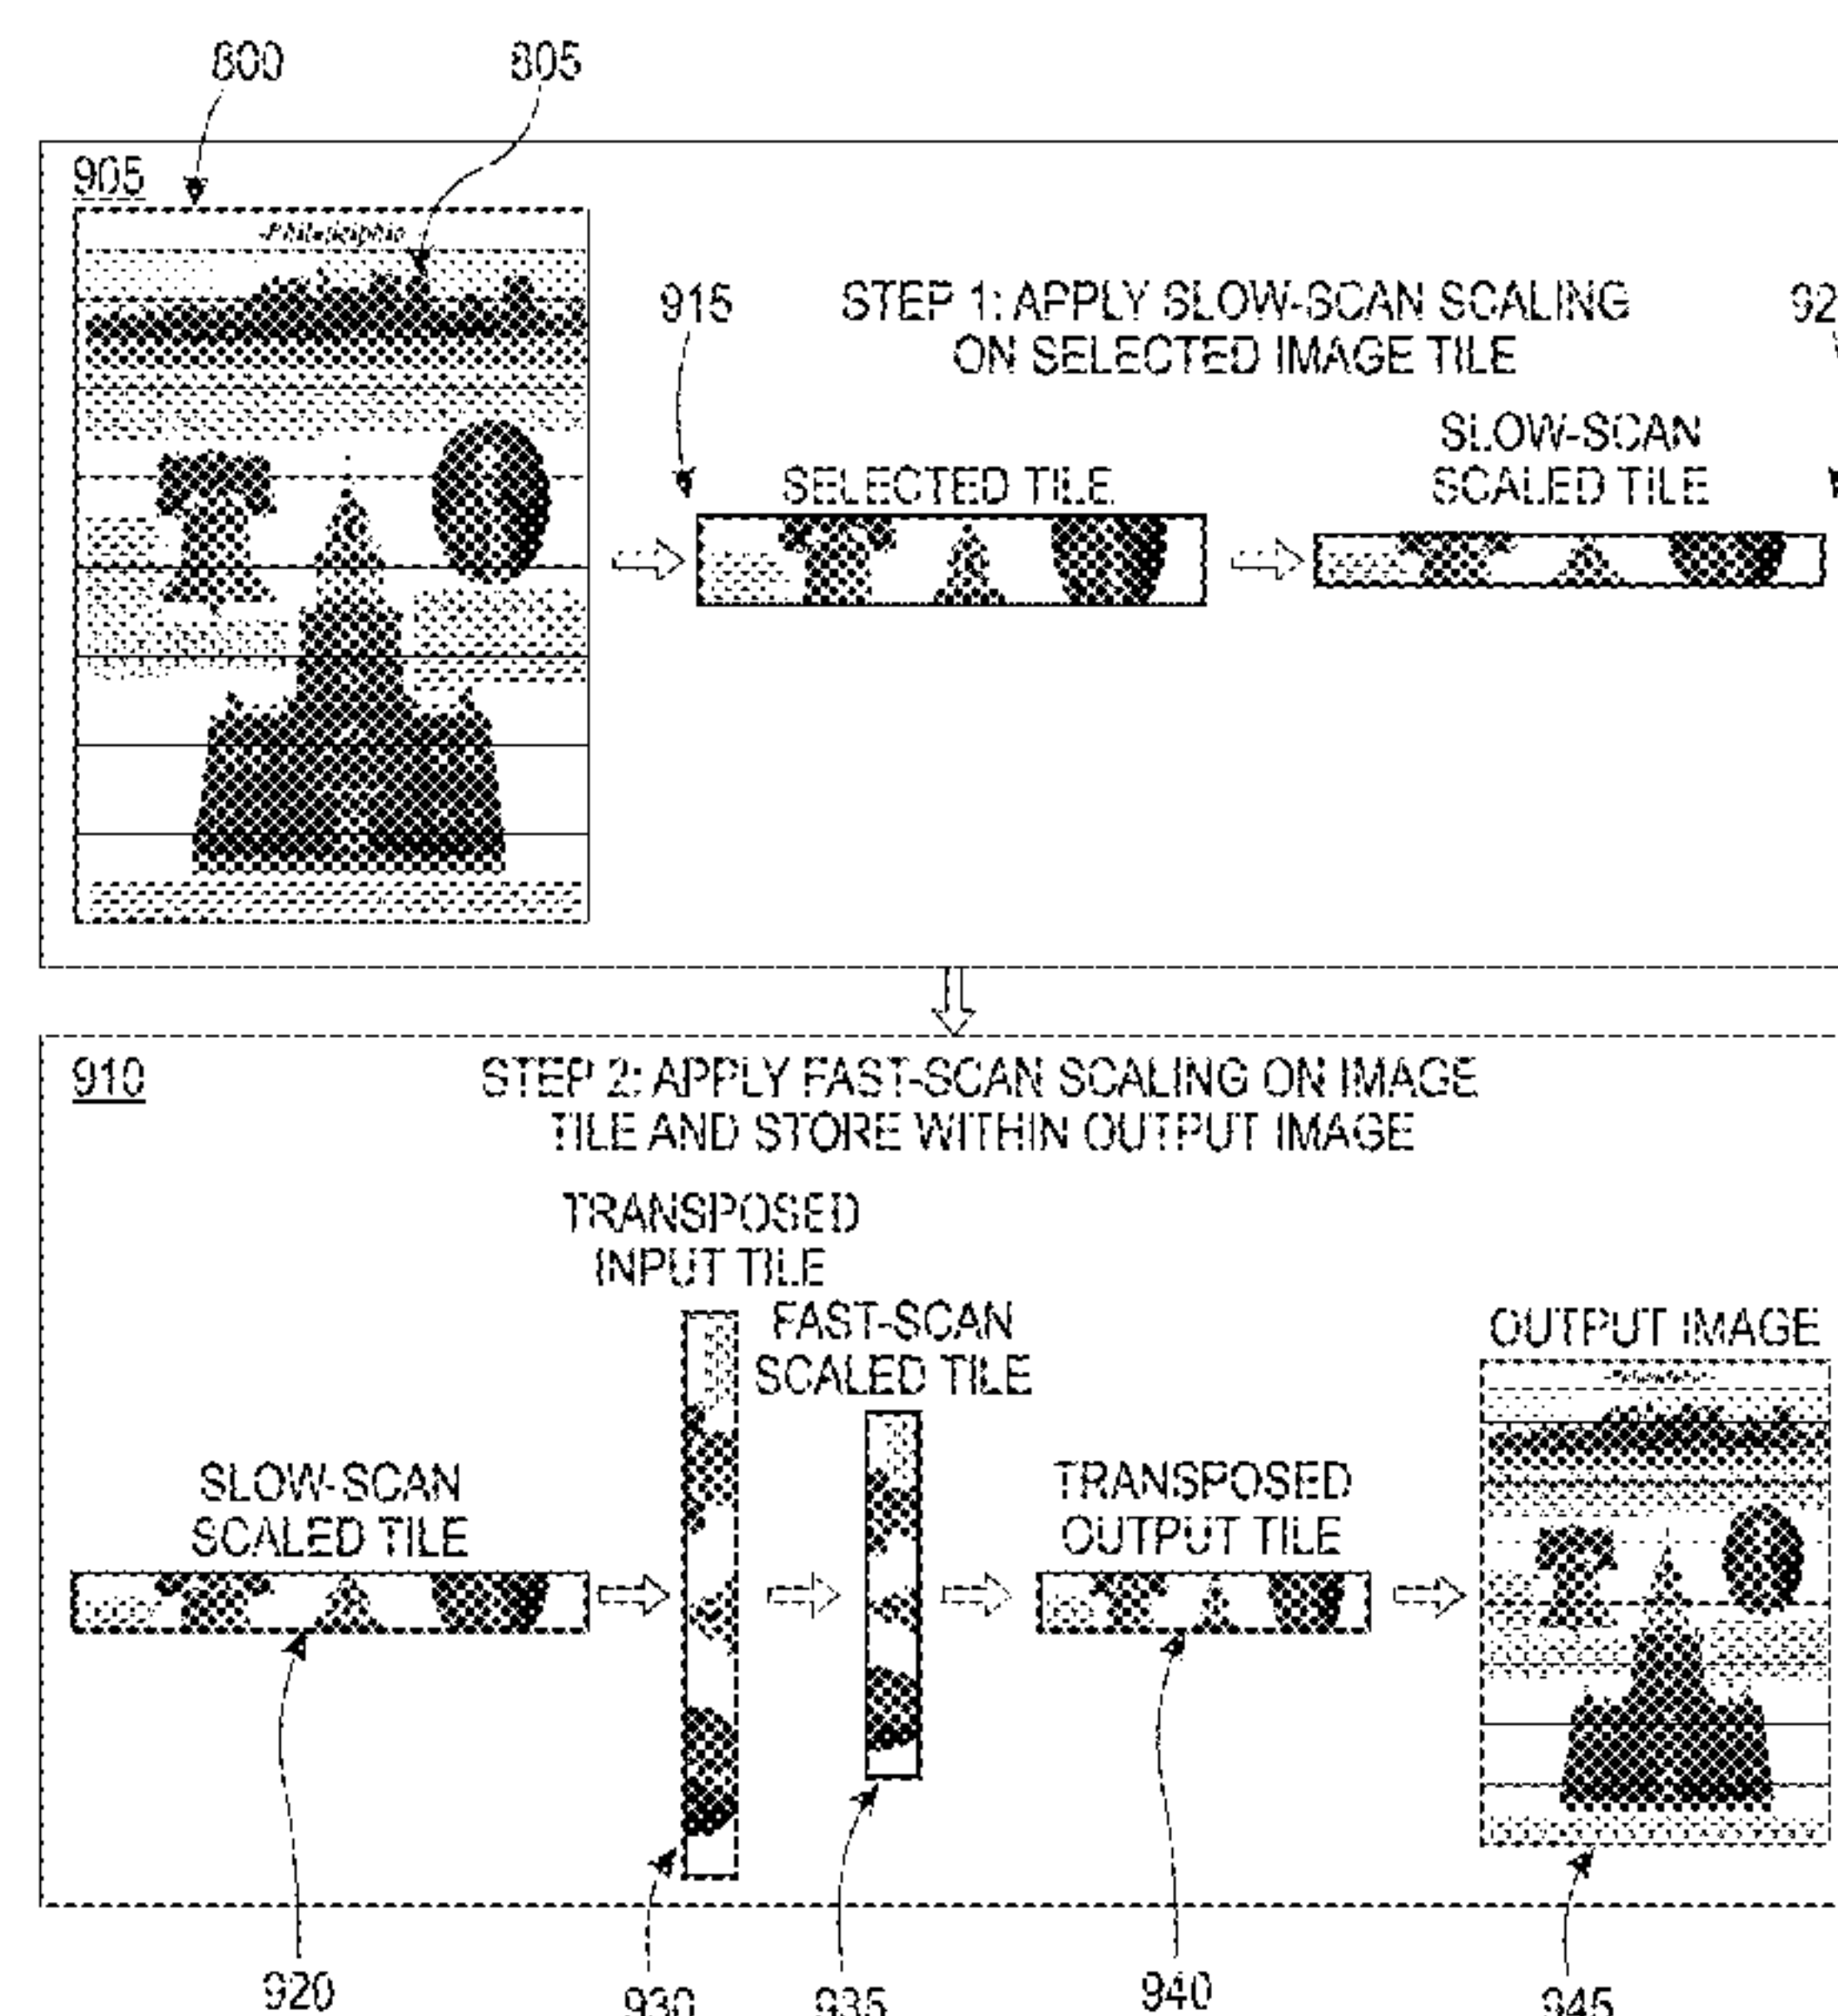 800 805
905
Philadelphia
915
STEP 1: APPLY SLOW-SCAN SCALING
ON SELECTED IMAGE TILE
92
SELECTED TILE
SLOW-SCAN
SCALED TILE
910
STEP 2: APPLY FAST-SCAN SCALING ON IMAGE
TILE AND STORE WITHIN OUTPUT IMAGE
TRANSPOSED
INPUT TILE
FAST-SCAN
SCALED TILE
OUTPUT IMAGE
SLOW-SCAN
SCALED TILE
TRANSPOSED
OUTPUT TILE
920 930 935 940 945